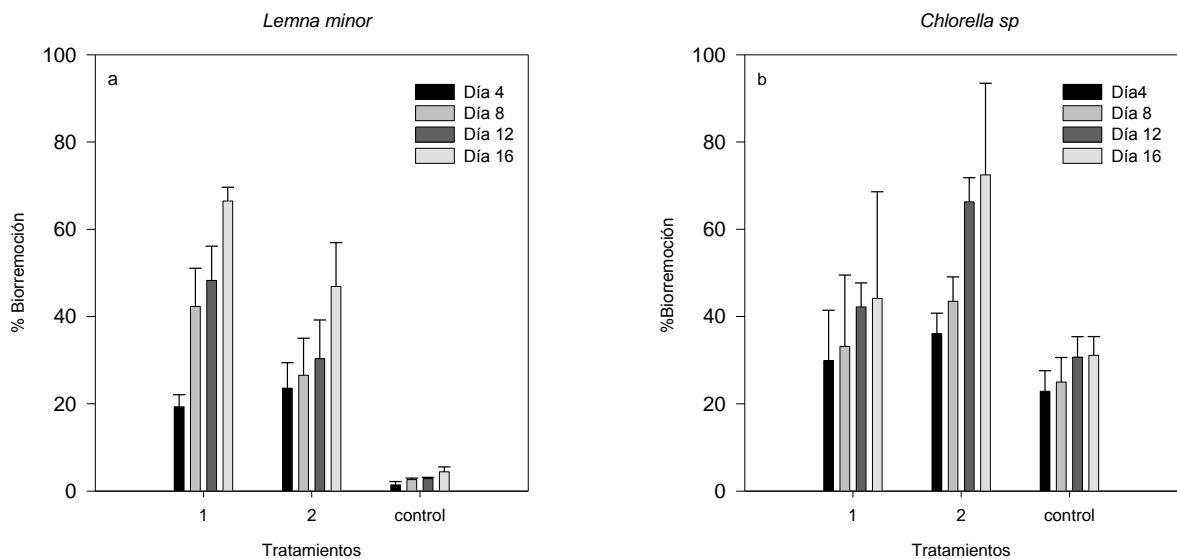 Lemna minor
a
Día 4
Día 8
Día 12
Día 16
100
80
60
40
20
0
% Biorremoción
1
2
control
Tratamientos
Chlorella sp
b
Día4
Día 8
Día 12
Día 16
100
80
60
40
20
0
%Biorremoción
1
2
control
Tratamientos